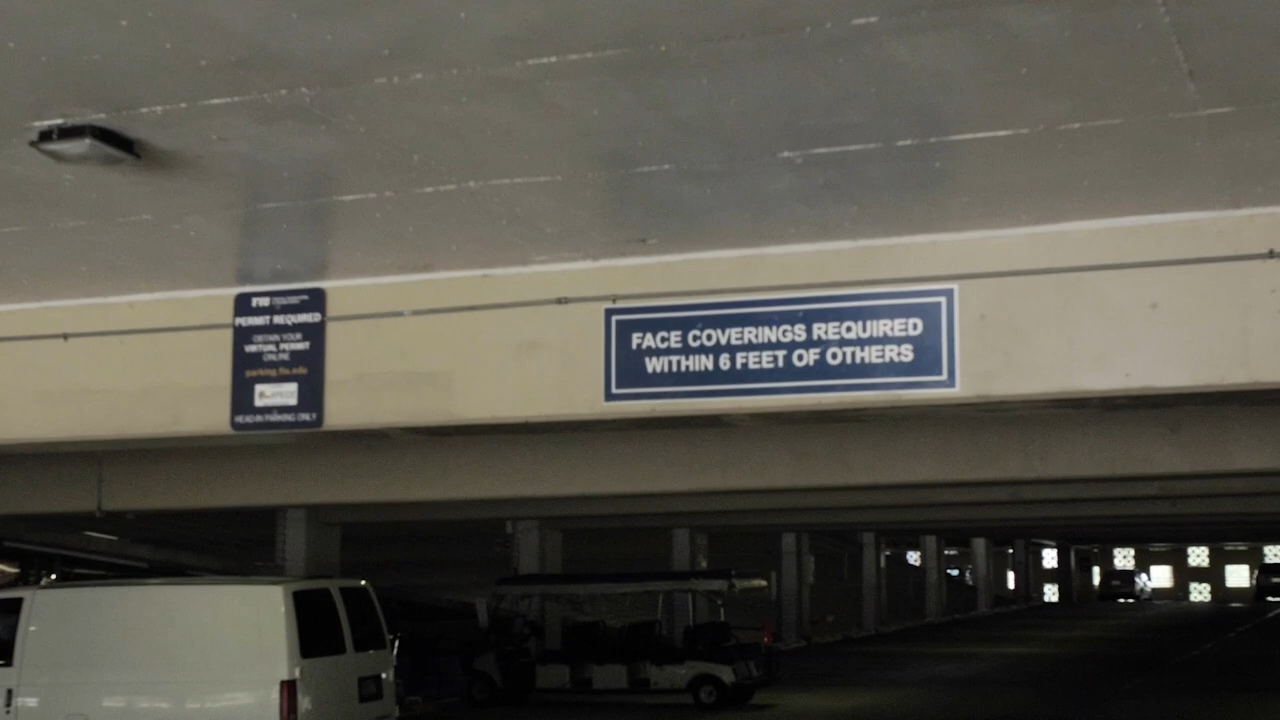 FIU
PERMIT REQUIRED
OBTAIN YOUR
VIRTUAL PERMIT
ONLINE
parking.fiu.edu
HEAD-IN PARKING ONLY
FACE COVERINGS REQUIRED
WITHIN 6 FEET OF OTHERS